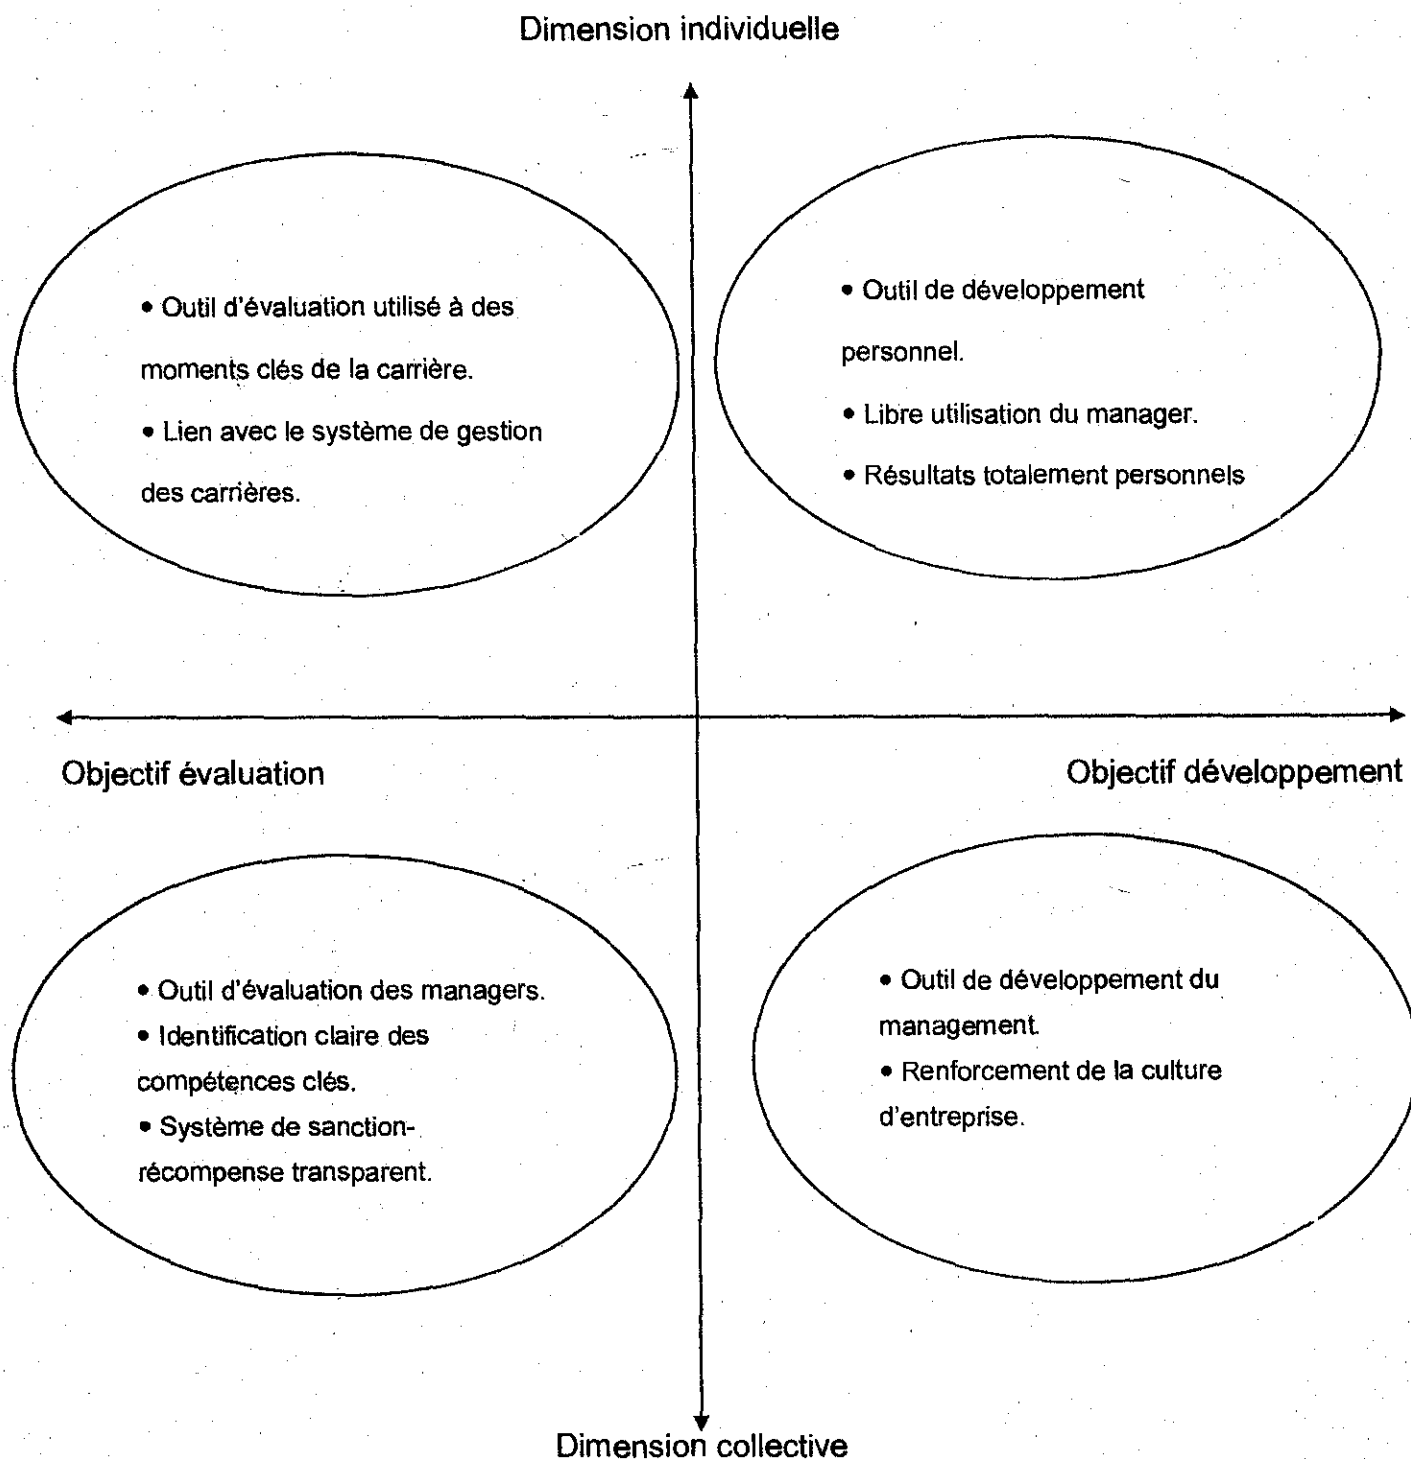 Dimension individuelle
• Outil d'évaluation utilisé à des
moments clés de la carrière.
• Lien avec le système de gestion
des carrières.
• Outil de développement
personnel.
• Libre utilisation du manager.
• Résultats totalement personnels
Objectif évaluation
Objectif développement
• Outil d'évaluation des managers.
• Identification claire des
compétences clés.
• Système de sanction-
récompense transparent.
• Outil de développement du
management.
• Renforcement de la culture
d'entreprise.
Dimension collective